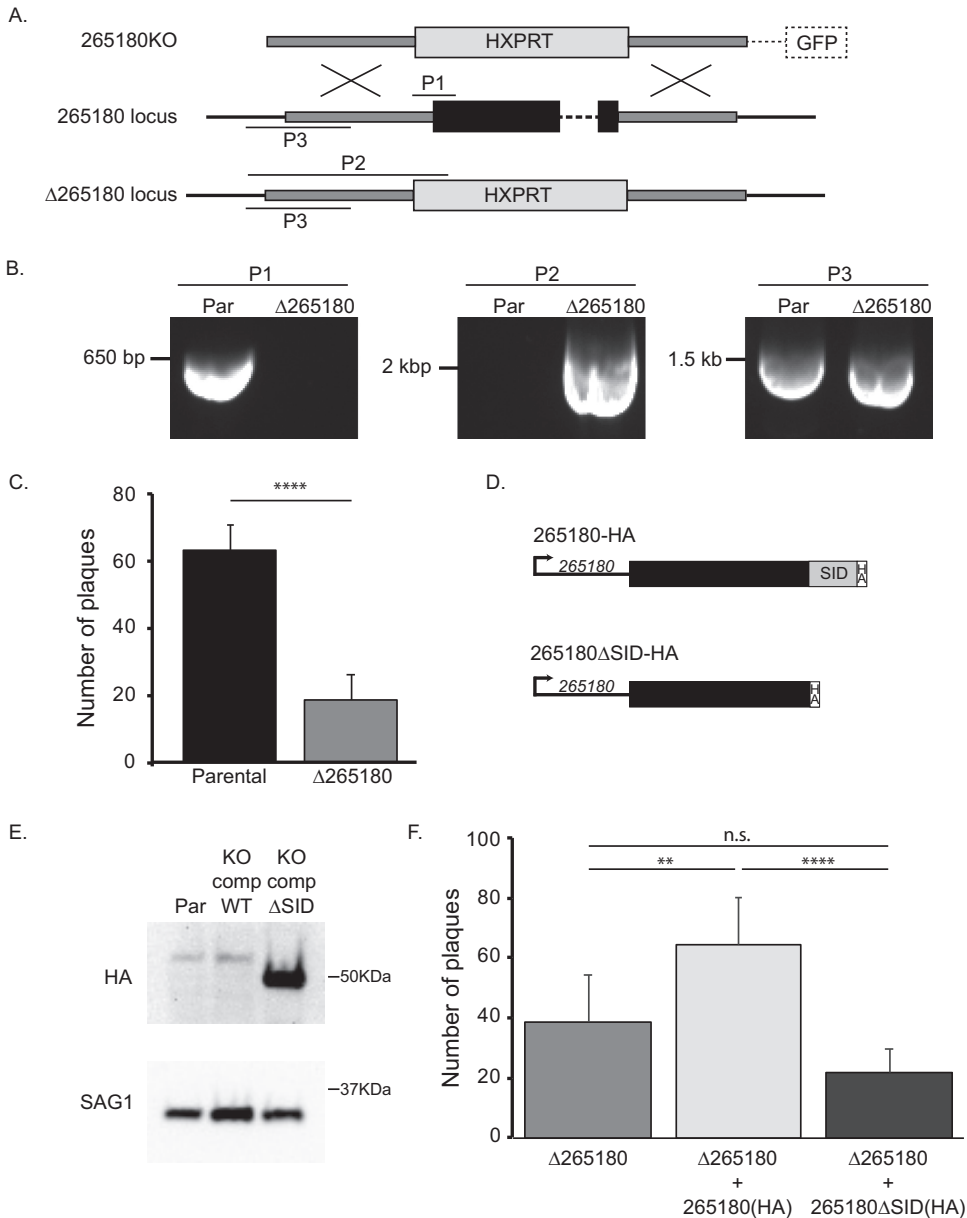 A.
265180KO
HXPRT
GFP
P1
265180 locus
P3
P2
Δ265180 locus
HXPRT
P3
B.
P1
P2
P3
Par Δ265180
Par Δ265180
Par Δ265180
650 bp
2 kbp
1.5 kb
C.
Number of plaques
80
60
40
20
0
****
Parental
Δ265180
D.
265180-HA
265180
SID
HA
265180ΔSID-HA
265180
HA
E.
Par
KO
comp
WT
KO
comp
ΔSID
HA
50KDa
SAG1
37KDa
F.
Number of plaques
100
80
60
40
20
0
n.s.
**
****
Δ265180
Δ265180
+
265180(HA)
Δ265180
+
265180ΔSID(HA)